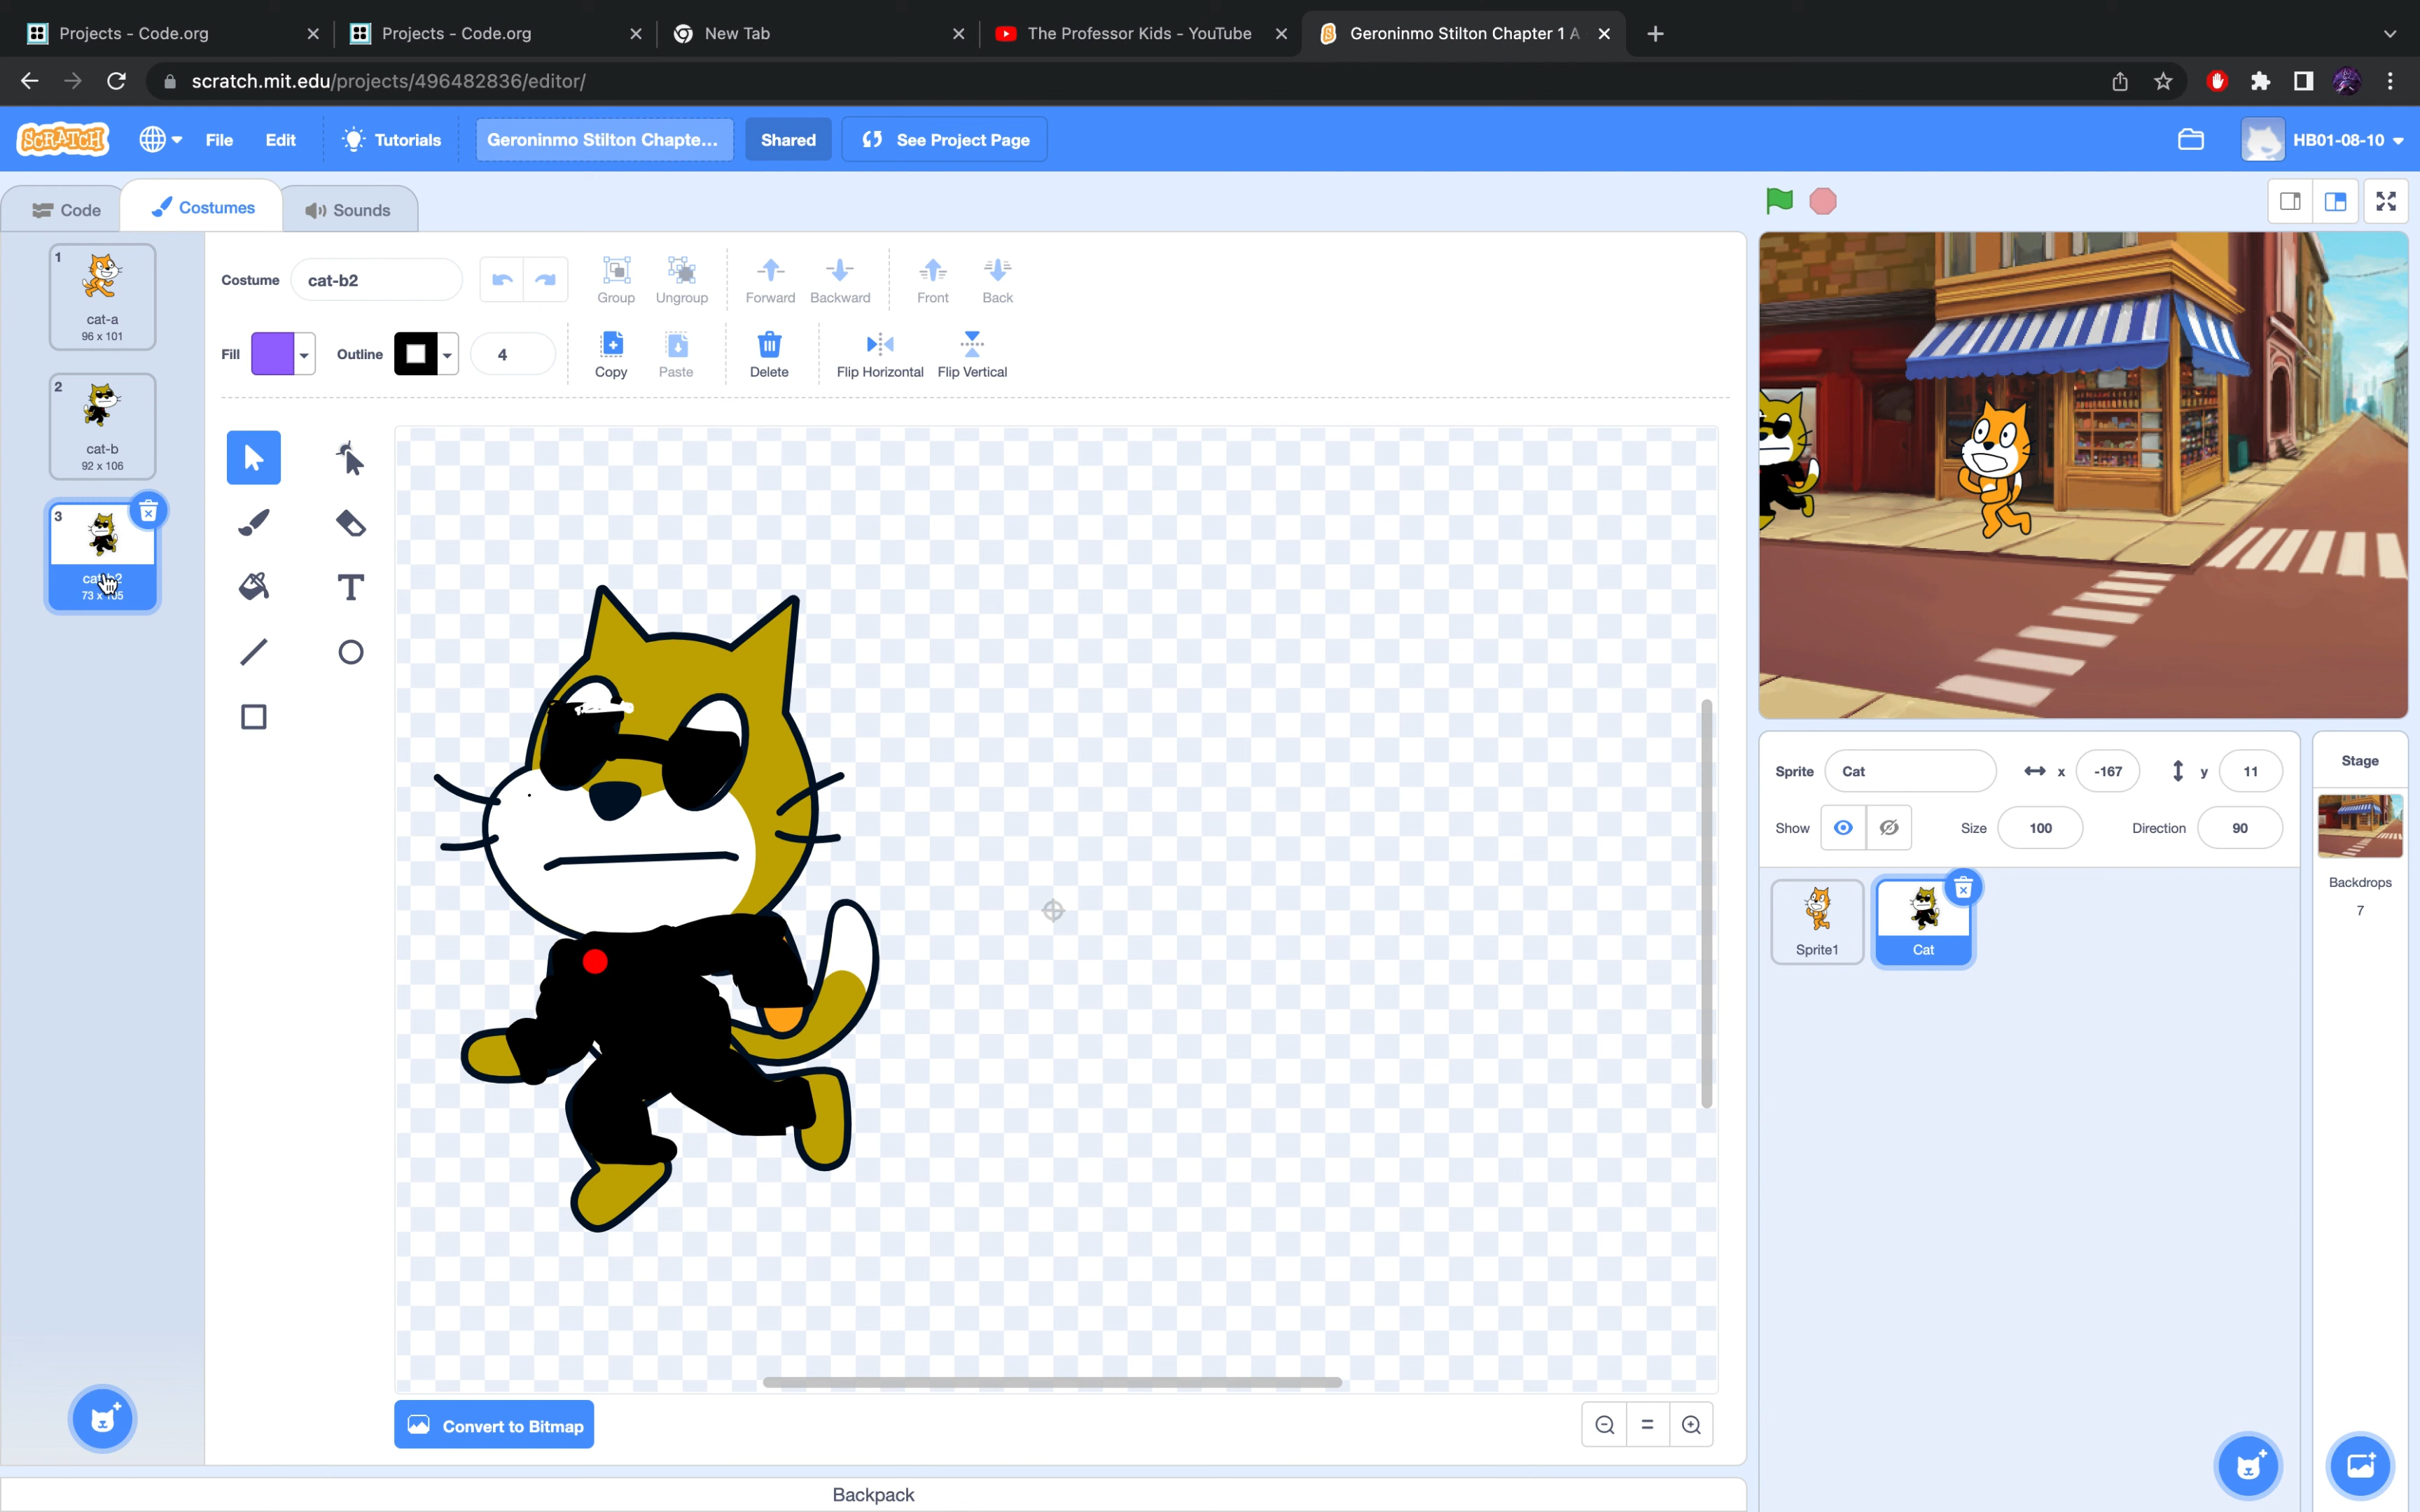 Projects - Code.org
Projects - Code.org
New Tab
The Professor Kids - YouTube
Geroninmo Stilton Chapter 1 A
scratch.mit.edu/projects/496482836/editor/
SCRATCH
File
Edit
Tutorials
Geroninmo Stilton Chapte...
Shared
See Project Page
HB01-08-10
Code
Costumes
Sounds
1
cat-a
96 x 101
2
cat-b
92 x 106
3
73 x 105
Costume
cat-b2
Group
Ungroup
Forward
Backward
Front
Back
Fill
Outline
4
Copy
Paste
Delete
Flip Horizontal
Flip Vertical
T
Convert to Bitmap
Backpack
Sprite
Cat
x
-167
y
11
Show
Size
100
Direction
90
Sprite1
Cat
Stage
Backdrops
7